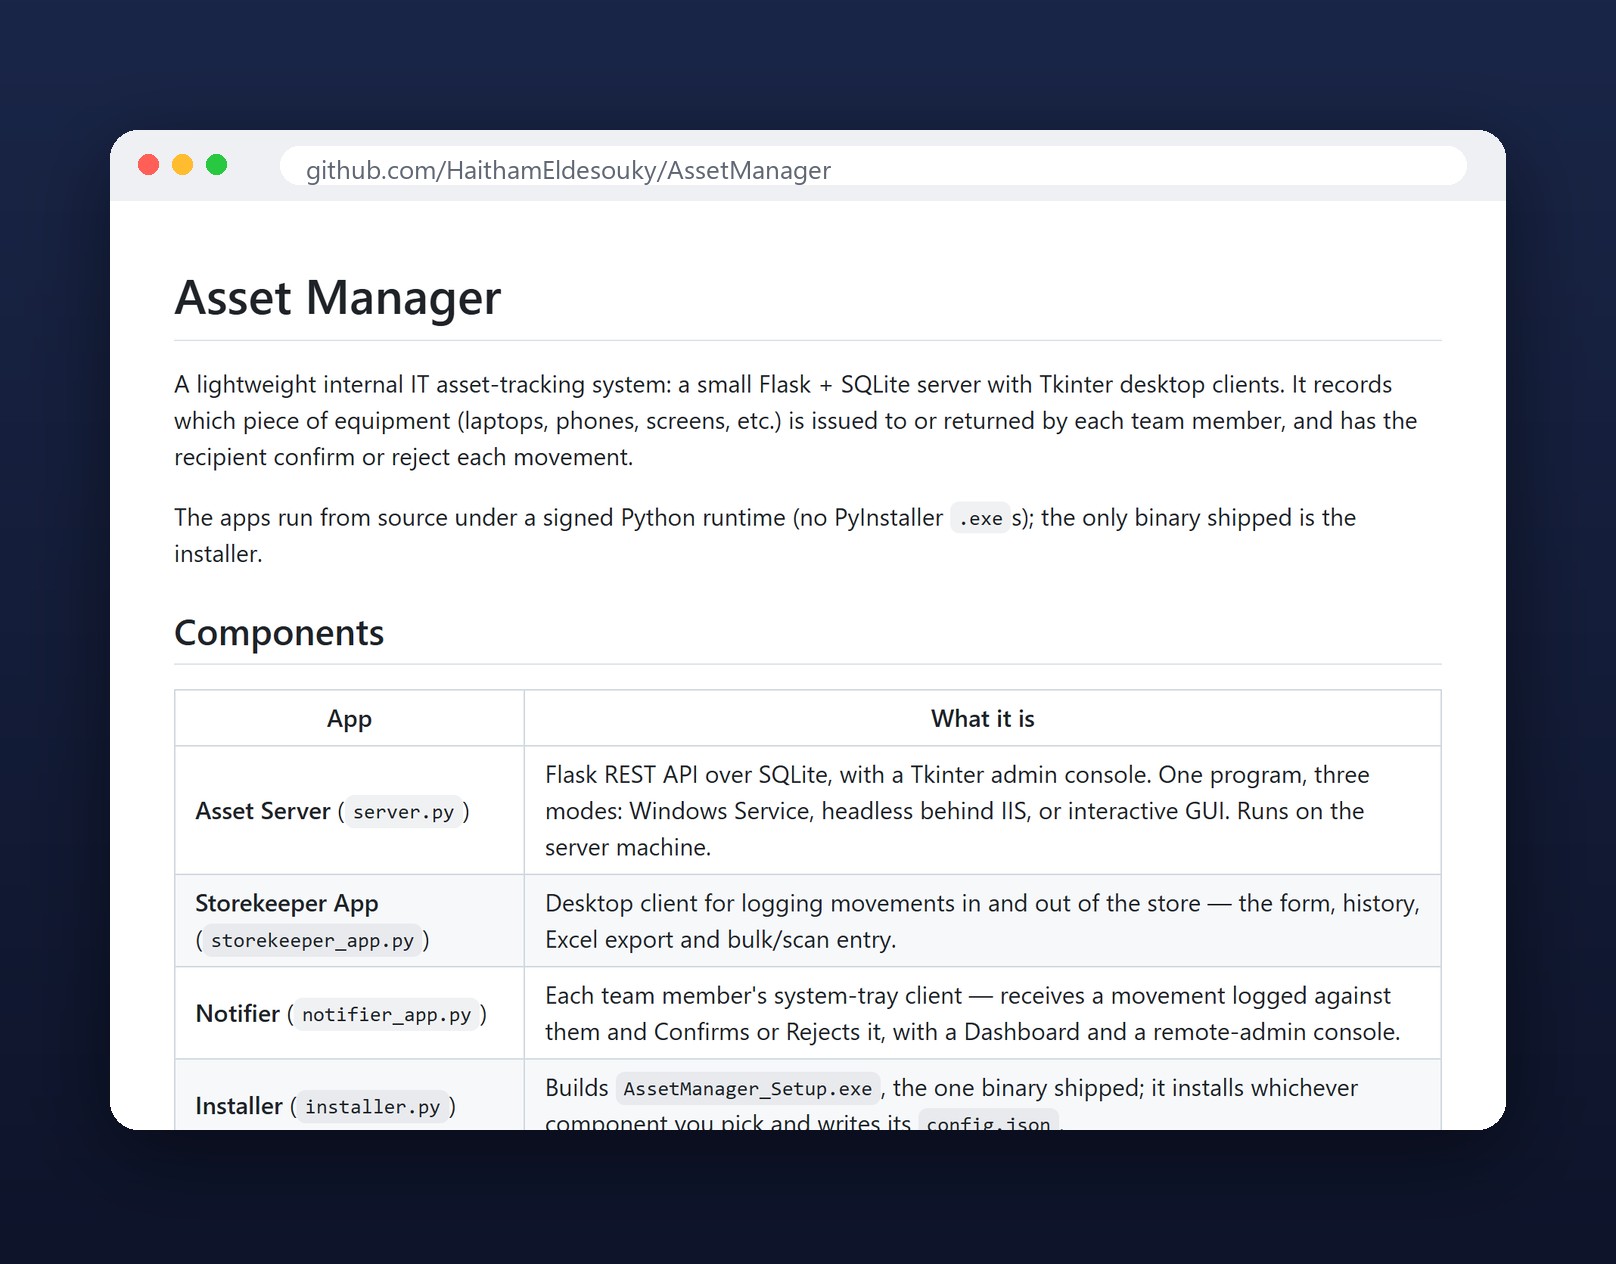 github.com/HaithamEldesouky/AssetManager
Asset Manager
A lightweight internal IT asset-tracking system: a small Flask + SQLite server with Tkinter desktop clients. It records
which piece of equipment (laptops, phones, screens, etc.) is issued to or returned by each team member, and has the
recipient confirm or reject each movement.
The apps run from source under a signed Python runtime (no PyInstaller .exe s); the only binary shipped is the
installer.
Components
App
What it is
Asset Server ( server.py )
Flask REST API over SQLite, with a Tkinter admin console. One program, three
modes: Windows Service, headless behind IIS, or interactive GUI. Runs on the
server machine.
Storekeeper App
( storekeeper_app.py )
Desktop client for logging movements in and out of the store — the form, history,
Excel export and bulk/scan entry.
Notifier ( notifier_app.py )
Each team member's system-tray client — receives a movement logged against
them and Confirms or Rejects it, with a Dashboard and a remote-admin console.
Installer ( installer.py )
Builds AssetManager_Setup.exe , the one binary shipped; it installs whichever
component you pick and writes its config.json .